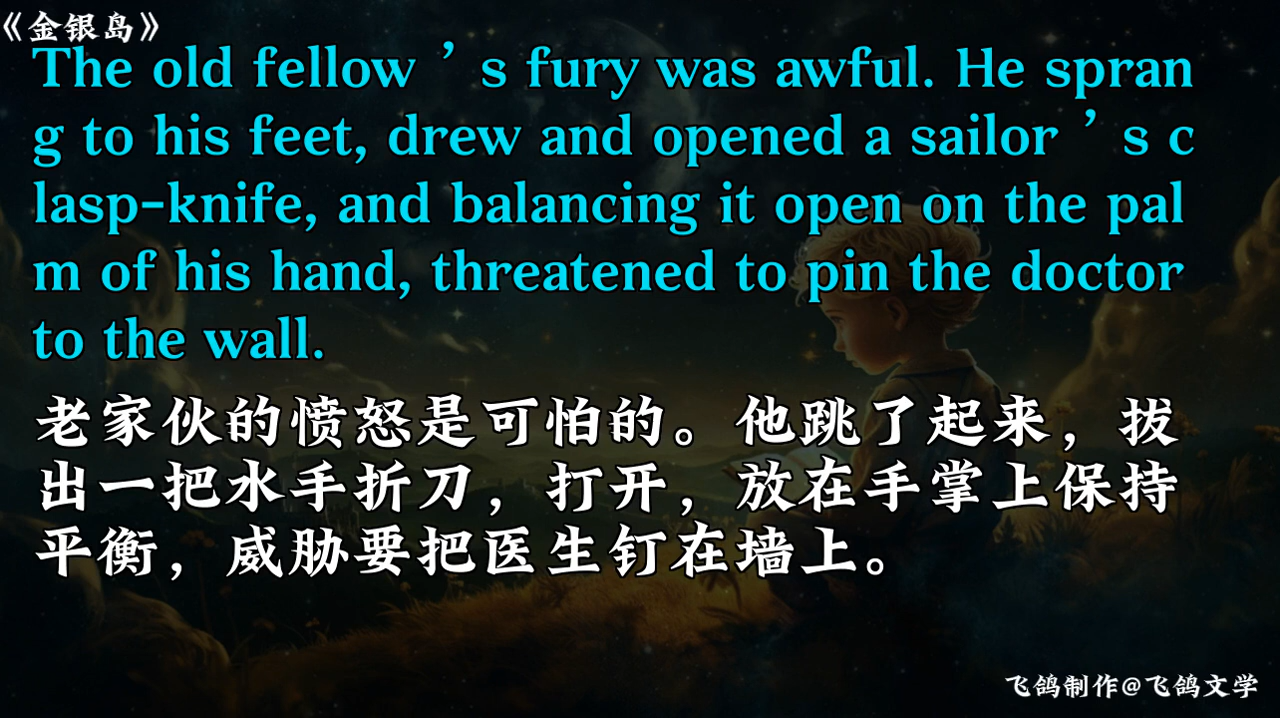 《金银岛》
The old fellow ’ s fury was awful. He spran
g to his feet, drew and opened a sailor ’ s c
lasp-knife, and balancing it open on the pal
m of his hand, threatened to pin the doctor
to the wall.
老家伙的愤怒是可怕的。他跳了起来，拔
出一把水手折刀，打开，放在手掌上保持
平衡，威胁要把医生钉在墙上。
飞鸽制作@飞鸽文学